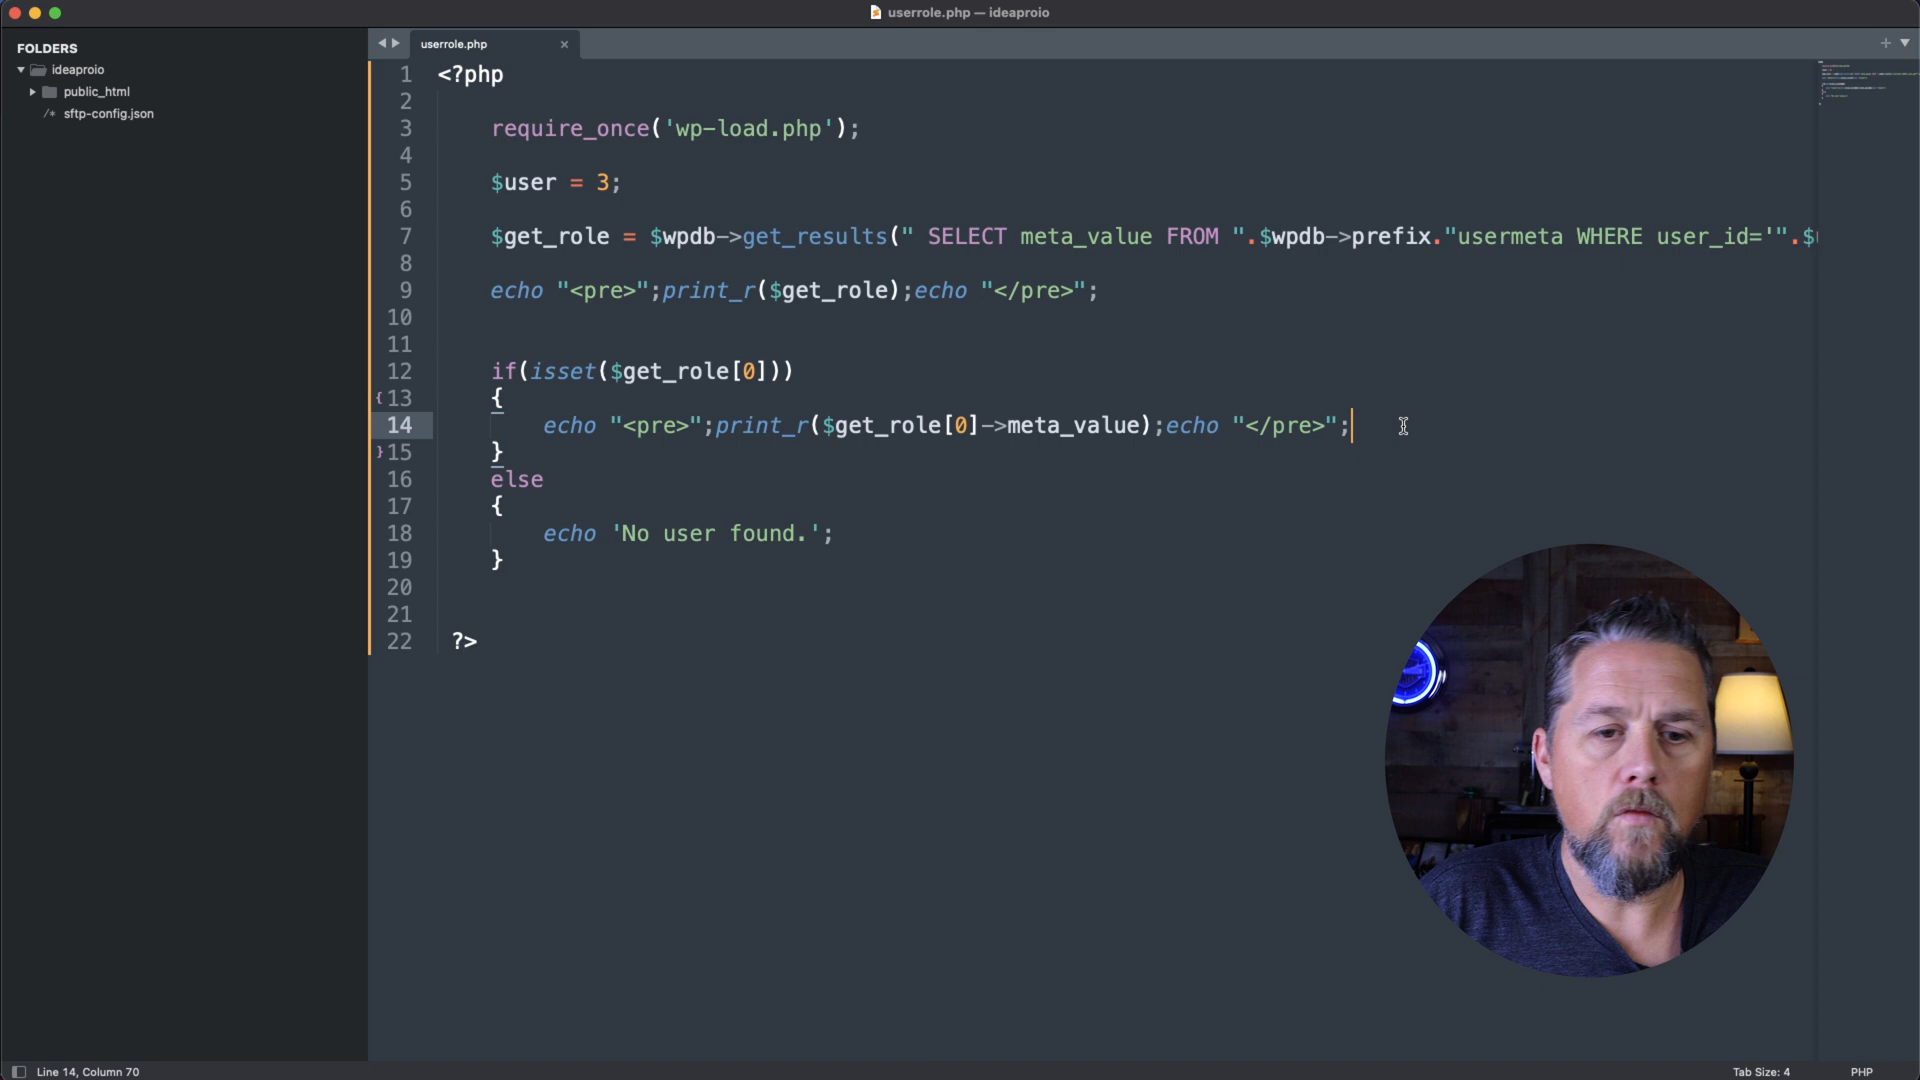 userrole.php — ideaproio
FOLDERS
ideaproio
public_html
/* sftp-config.json
userrole.php
1 <?php
2
3 require_once('wp-load.php');
4
5 $user = 3;
6
7 $get_role = $wpdb->get_results(" SELECT meta_value FROM ".$wpdb->prefix."usermeta WHERE user_id='".$
8
9 echo "<pre>";print_r($get_role);echo "</pre>";
10
11
12 if(isset($get_role[0]))
13 {
14 echo "<pre>";print_r($get_role[0]->meta_value);echo "</pre>";
15 }
16 else
17 {
18 echo 'No user found.';
19 }
20
21
22 ?>
Line 14, Column 70
Tab Size: 4
PHP